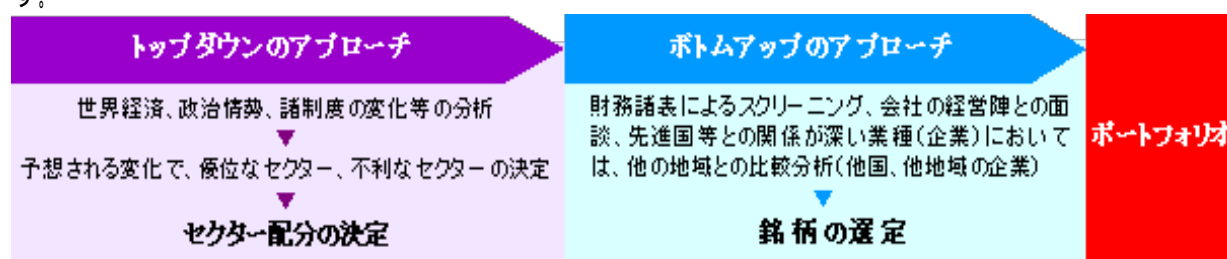 す。
トップダウンのアプローチ
世界経済、政治情勢、諸制度の変化等の分析
▼
予想される変化で、優位なセクター、不利なセクターの決定
▼
セクター配分の決定
ボトムアップのアプローチ
財務諸表によるスクリーニング、会社の経営陣との面
談、先進国等との関係が深い業種(企業)において
は、他の地域との比較分析(他国、他地域の企業)
▼
銘柄の選定
ポートフォリオ